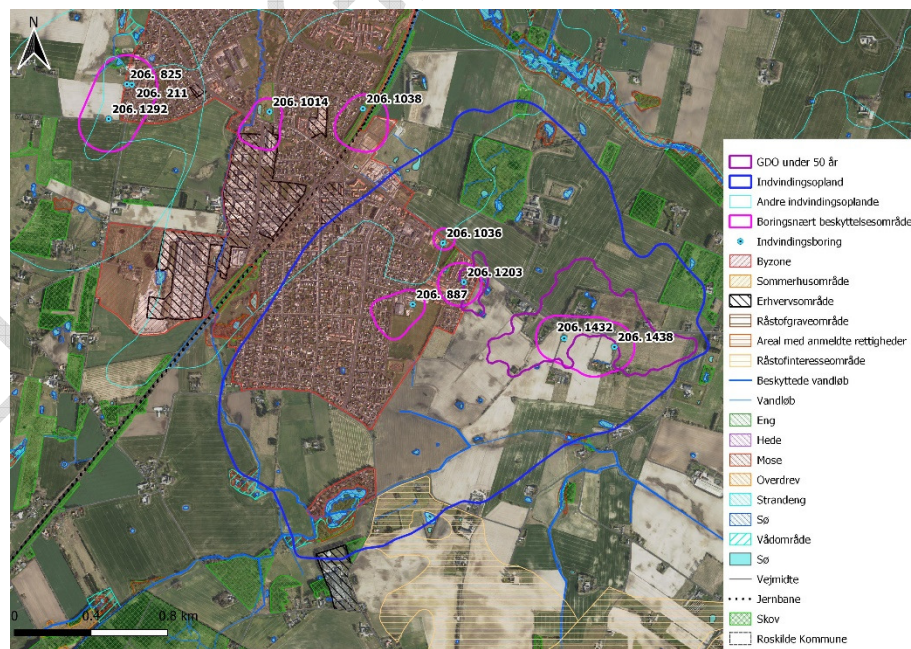 N
206. 825
206. 211
206. 1292
206. 1014
206. 1038
206. 1036
206. 1203
206. 887
206. 1432
206. 1438
GDO under 50 år
Indvindingsopland
Andre indvindingsoplande
Boringsnært beskyttelsesområde
Indvindingsboring
Byzone
Sommerhusområde
Erhvervsområde
Råstofgraveområde
Areal med anmeldte rettigheder
Råstofinteresseområde
Beskyttede vandløb
Vandløb
Eng
Hede
Mose
Overdrev
Strandeng
Sø
Vådområde
Sø
Vejmidte
Jernbane
Skov
Roskilde Kommune
0 0.4 0.8 km